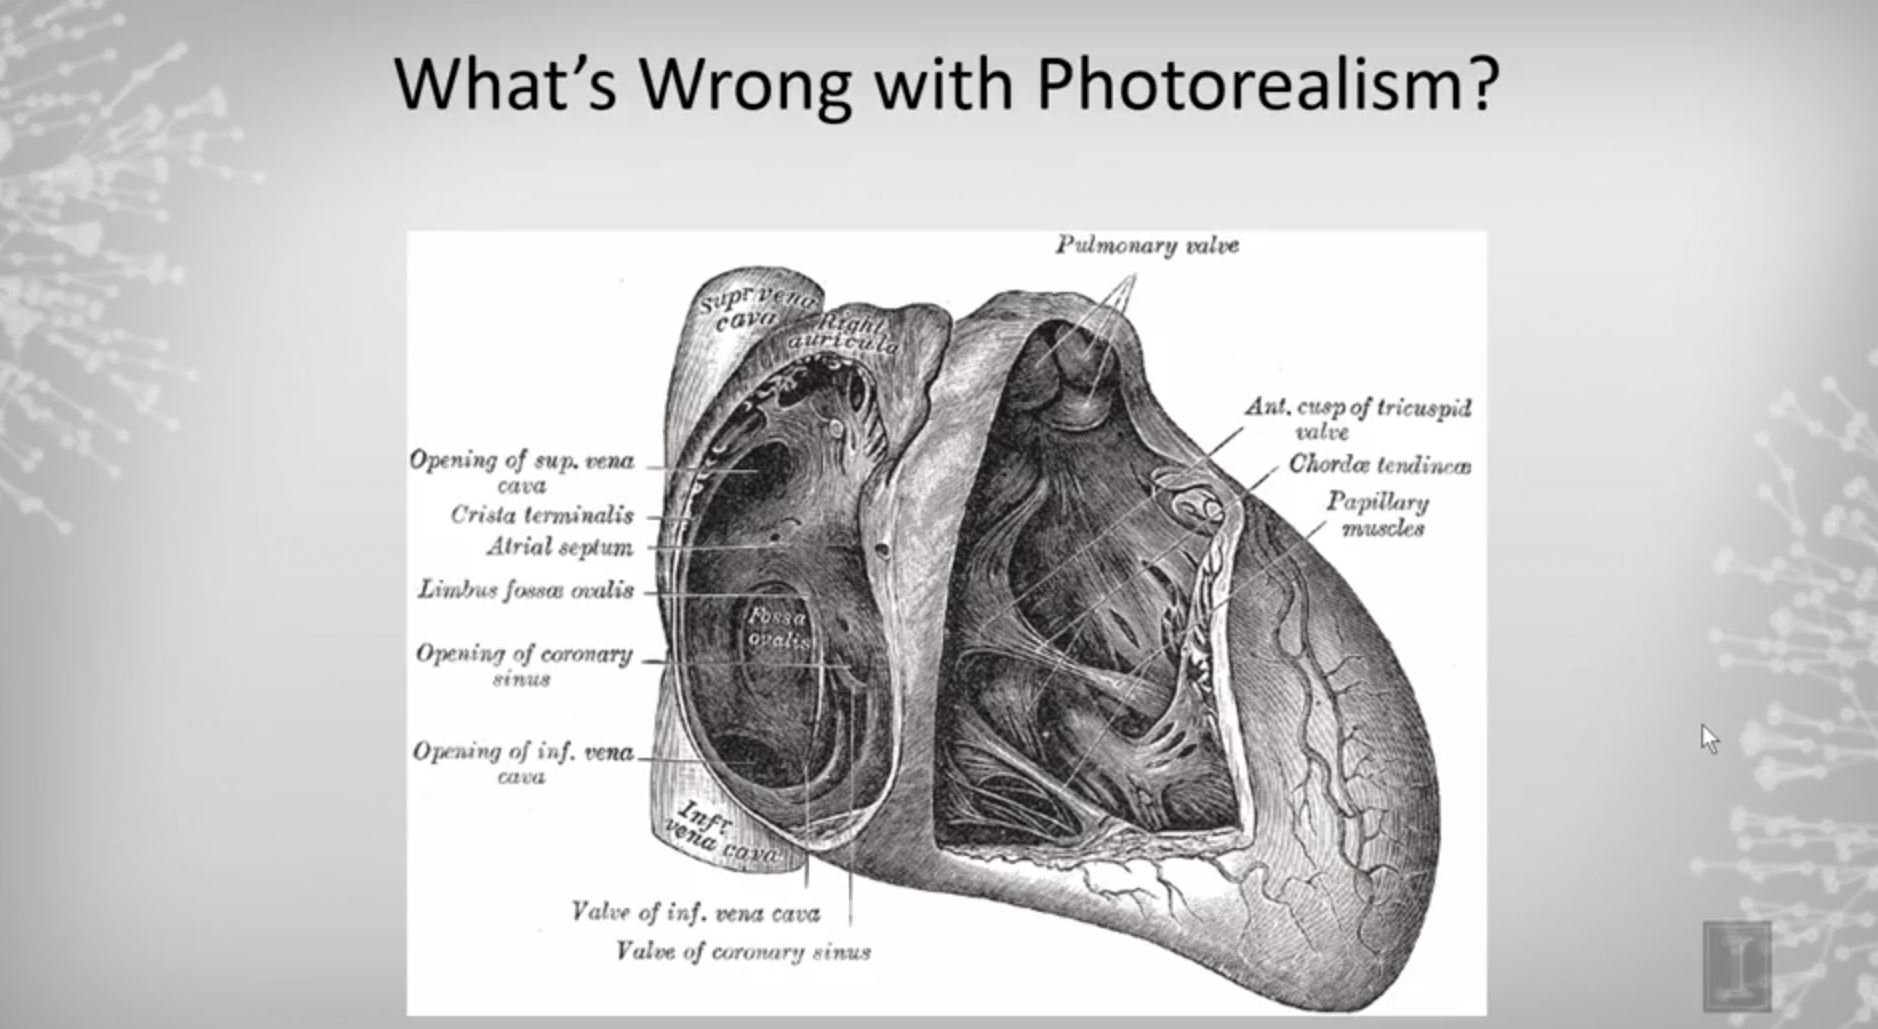 What's Wrong with Photorealism?
Pulmonary valve
Supr vena
cava
Right
auricula
Ant. cusp of tricuspid
valve
Chordæ tendineæ
Papillary
muscles
Opening of sup. vena
cava
Crista terminalis
Atrial septum
Limbus fossæ ovalis
Fossa
ovalis
Opening of coronary
sinus
Opening of inf. vena
cava
Infr
vena cava
Valve of inf. vena cava
Valve of coronary sinus
I